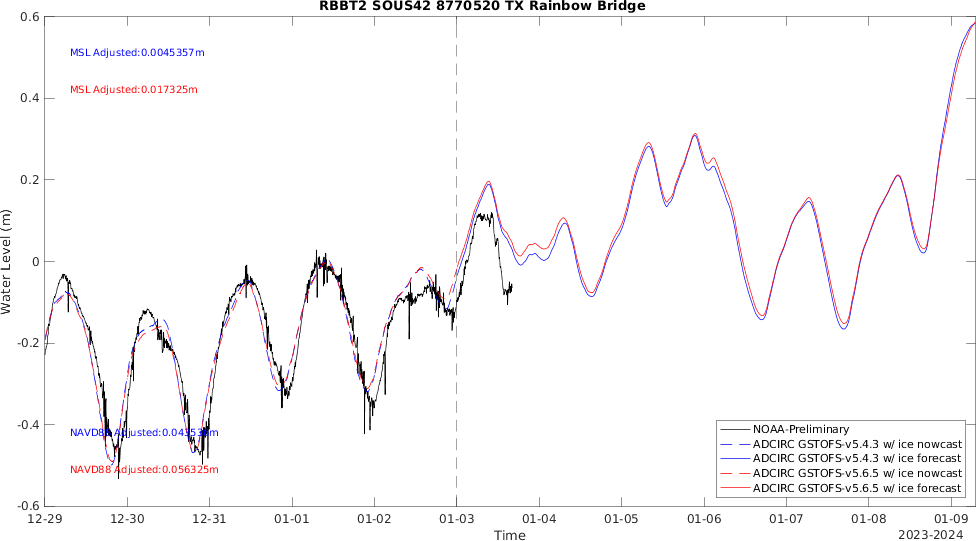 RBBT2 SOUS42 8770520 TX Rainbow Bridge
MSL Adjusted:0.0045357m
MSL Adjusted:0.017325m
NAVD88 Adjusted:0.056325m
Water Level (m)
0.6
0.4
0.2
0
-0.2
-0.4
-0.6
NOAA-Preliminary
ADCIRC GSTOFS-v5.4.3 w/ ice nowcast
ADCIRC GSTOFS-v5.4.3 w/ ice forecast
ADCIRC GSTOFS-v5.6.5 w/ ice nowcast
ADCIRC GSTOFS-v5.6.5 w/ ice forecast
12-29 12-30 12-31 01-01 01-02 01-03 01-04 01-05 01-06 01-07 01-08 01-09
Time
2023-2024